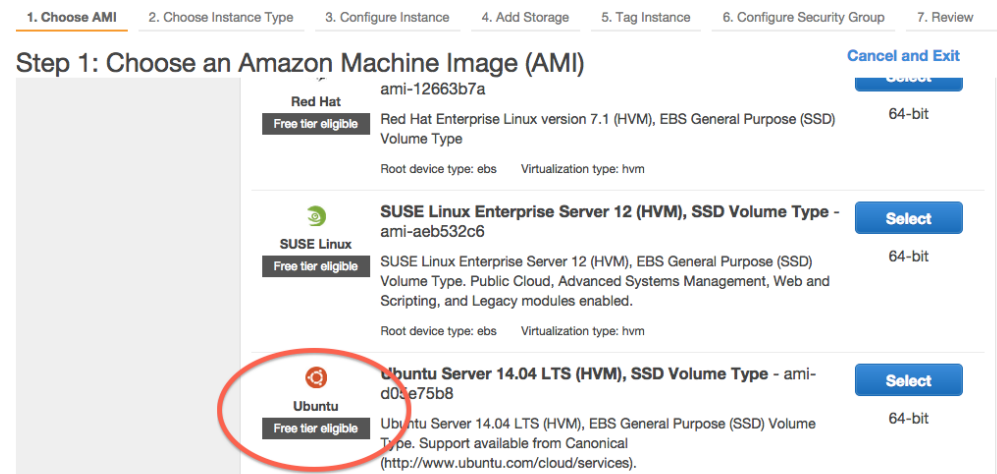 1. Choose AMI 2. Choose Instance Type 3. Configure Instance 4. Add Storage 5. Tag Instance 6. Configure Security Group 7. Review
Step 1: Choose an Amazon Machine Image (AMI)
Cancel and Exit
Red Hat
Free tier eligible
ami-12663b7a
Red Hat Enterprise Linux version 7.1 (HVM), EBS General Purpose (SSD)
Volume Type
Root device type: ebs Virtualization type: hvm
Select
64-bit
SUSE Linux
Free tier eligible
SUSE Linux Enterprise Server 12 (HVM), SSD Volume Type -
ami-aeb532c6
SUSE Linux Enterprise Server 12 (HVM), EBS General Purpose (SSD)
Volume Type. Public Cloud, Advanced Systems Management, Web and
Scripting, and Legacy modules enabled.
Root device type: ebs Virtualization type: hvm
Select
64-bit
Ubuntu
Free tier eligible
Ubuntu Server 14.04 LTS (HVM), SSD Volume Type - ami-
d05e75b8
Ubuntu Server 14.04 LTS (HVM), EBS General Purpose (SSD) Volume
Type. Support available from Canonical
(http://www.ubuntu.com/cloud/services).
Select
64-bit